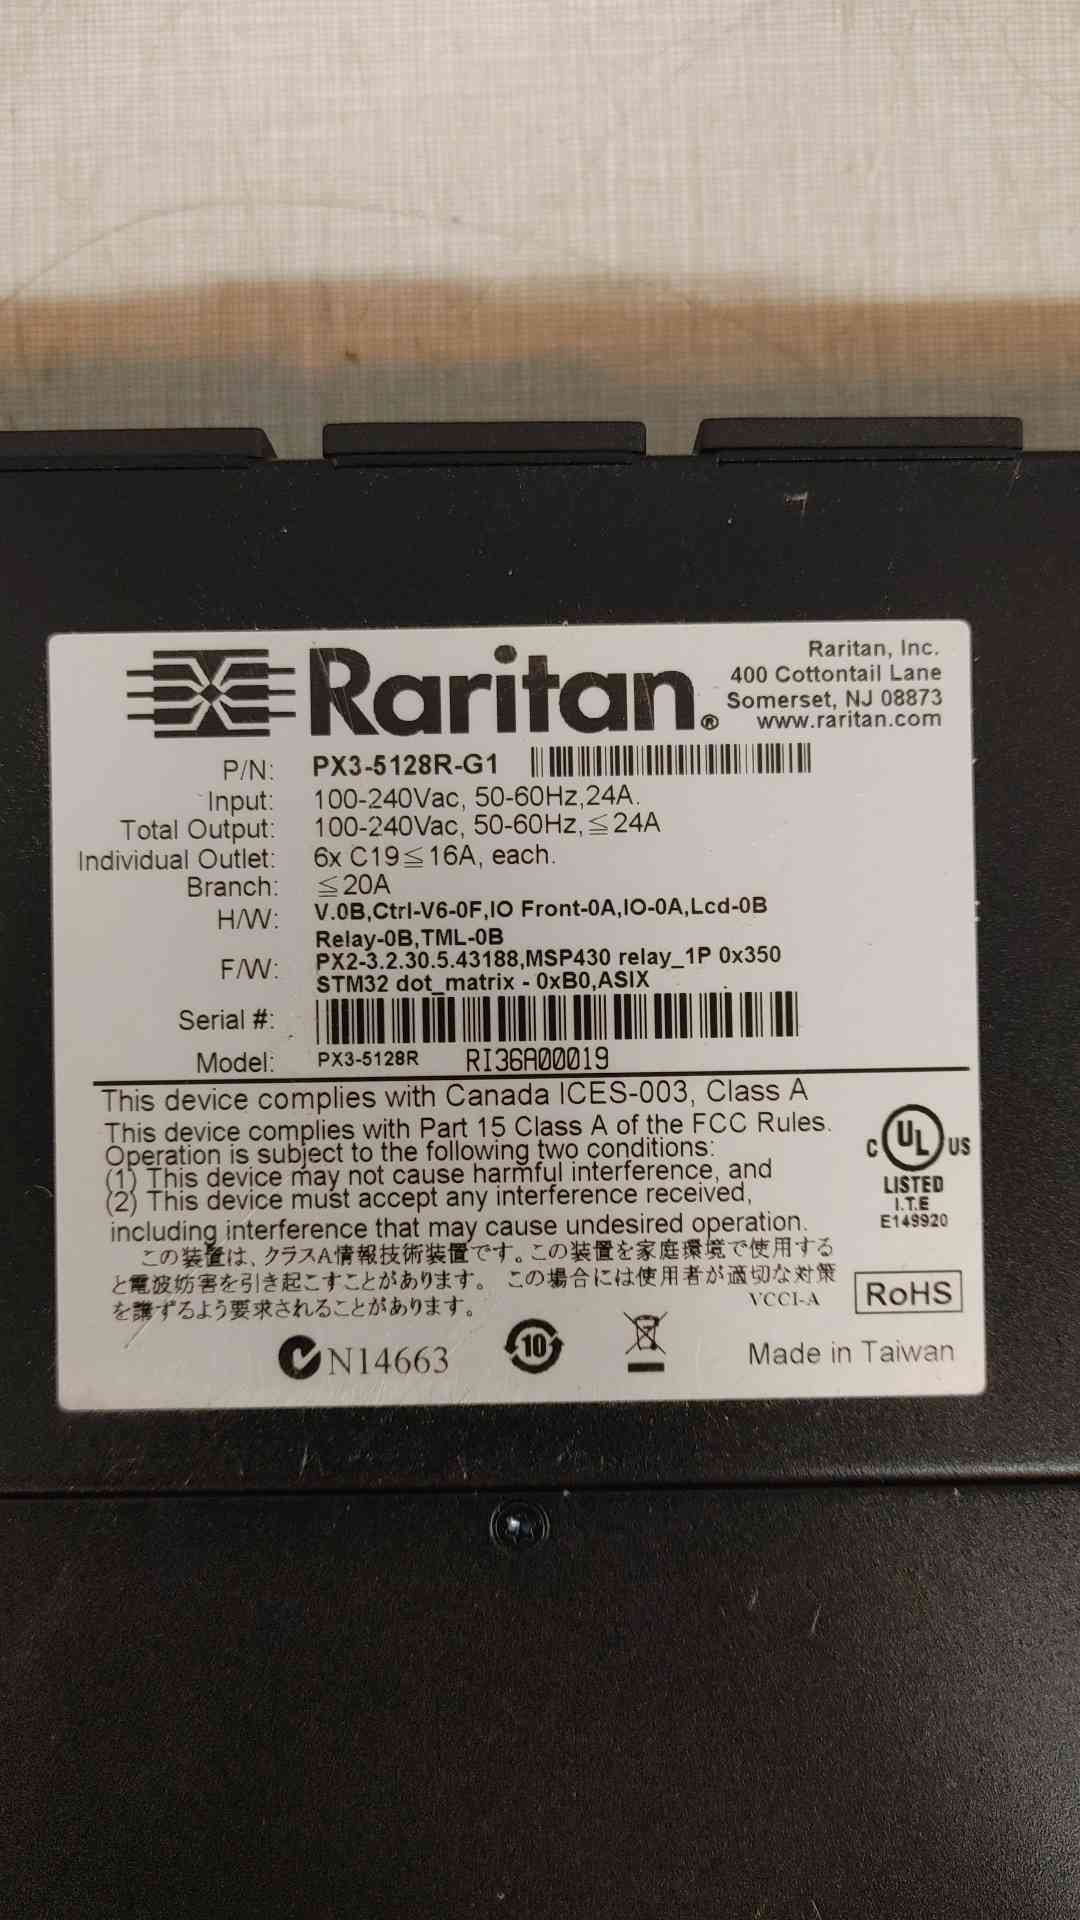 Raritan®
Raritan, Inc.
400 Cottontail Lane
Somerset, NJ 08873
www.raritan.com
P/N: PX3-5128R-G1
Input: 100-240Vac, 50-60Hz,24A.
Total Output: 100-240Vac, 50-60Hz,≦24A
Individual Outlet: 6x C19≦16A, each.
Branch: ≦20A
H/W: V.0B,Ctrl-V6-0F,IO Front-0A,IO-0A,Lcd-0B
Relay-0B,TML-0B
F/W: PX2-3.2.30.5.43188,MSP430 relay_1P 0x350
STM32 dot_matrix - 0xB0,ASIX
Serial #:
Model: PX3-5128R RI36A00019
This device complies with Canada ICES-003, Class A
This device complies with Part 15 Class A of the FCC Rules.
Operation is subject to the following two conditions:
(1) This device may not cause harmful interference, and
(2) This device must accept any interference received,
including interference that may cause undesired operation.
C UL US
LISTED
I.T.E
E149920
この装置は、クラスA情報技術装置です。この装置を家庭環境で使用する
と電波妨害を引き起こすことがあります。 この場合には使用者が適切な対策
を講ずるよう要求されることがあります。
VCCI-A
RoHS
N14663
10
Made in Taiwan